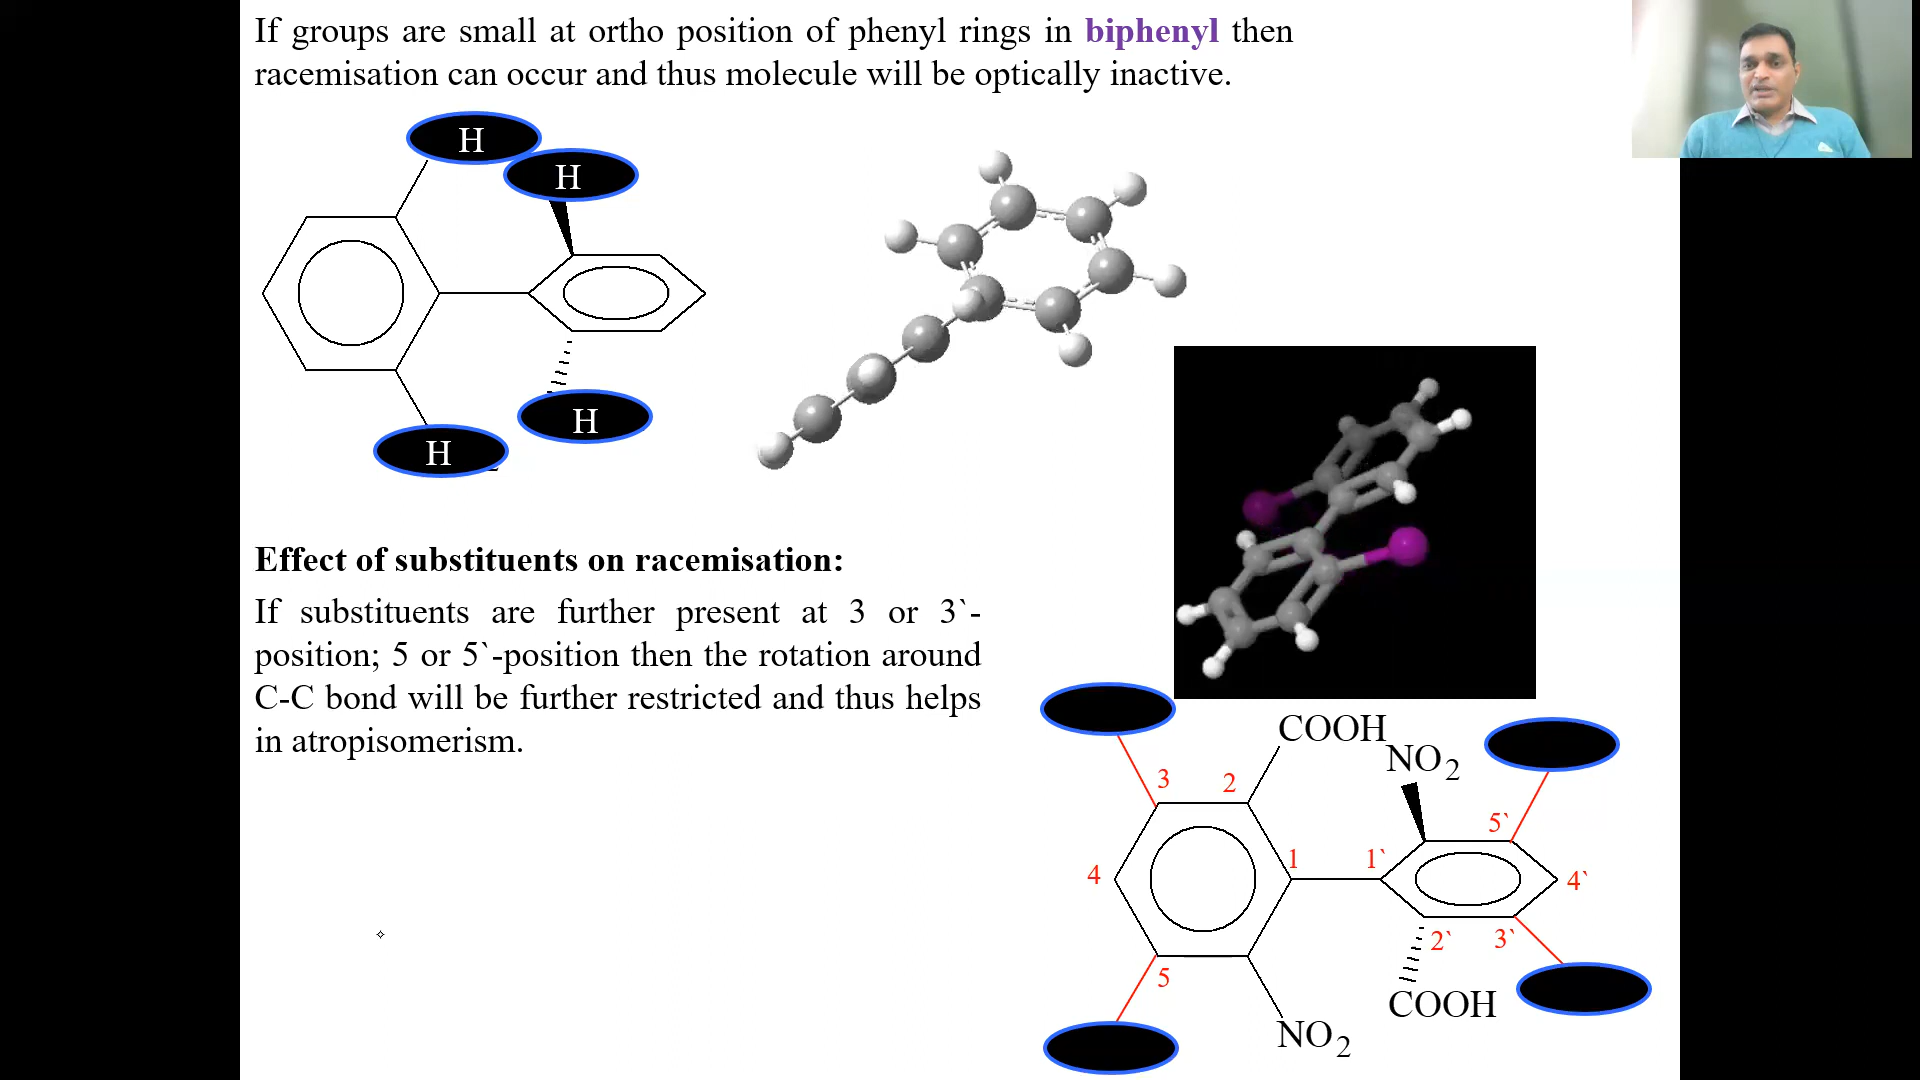 If groups are small at ortho position of phenyl rings in biphenyl then
racemisation can occur and thus molecule will be optically inactive.
H
H
H
H
Effect of substituents on racemisation:
If substituents are further present at 3 or 3`-
position; 5 or 5`-position then the rotation around
C-C bond will be further restricted and thus helps
in atropisomerism.
COOH
NO2
3
2
5`
1
1`
4
4`
2`
3`
5
COOH
NO2